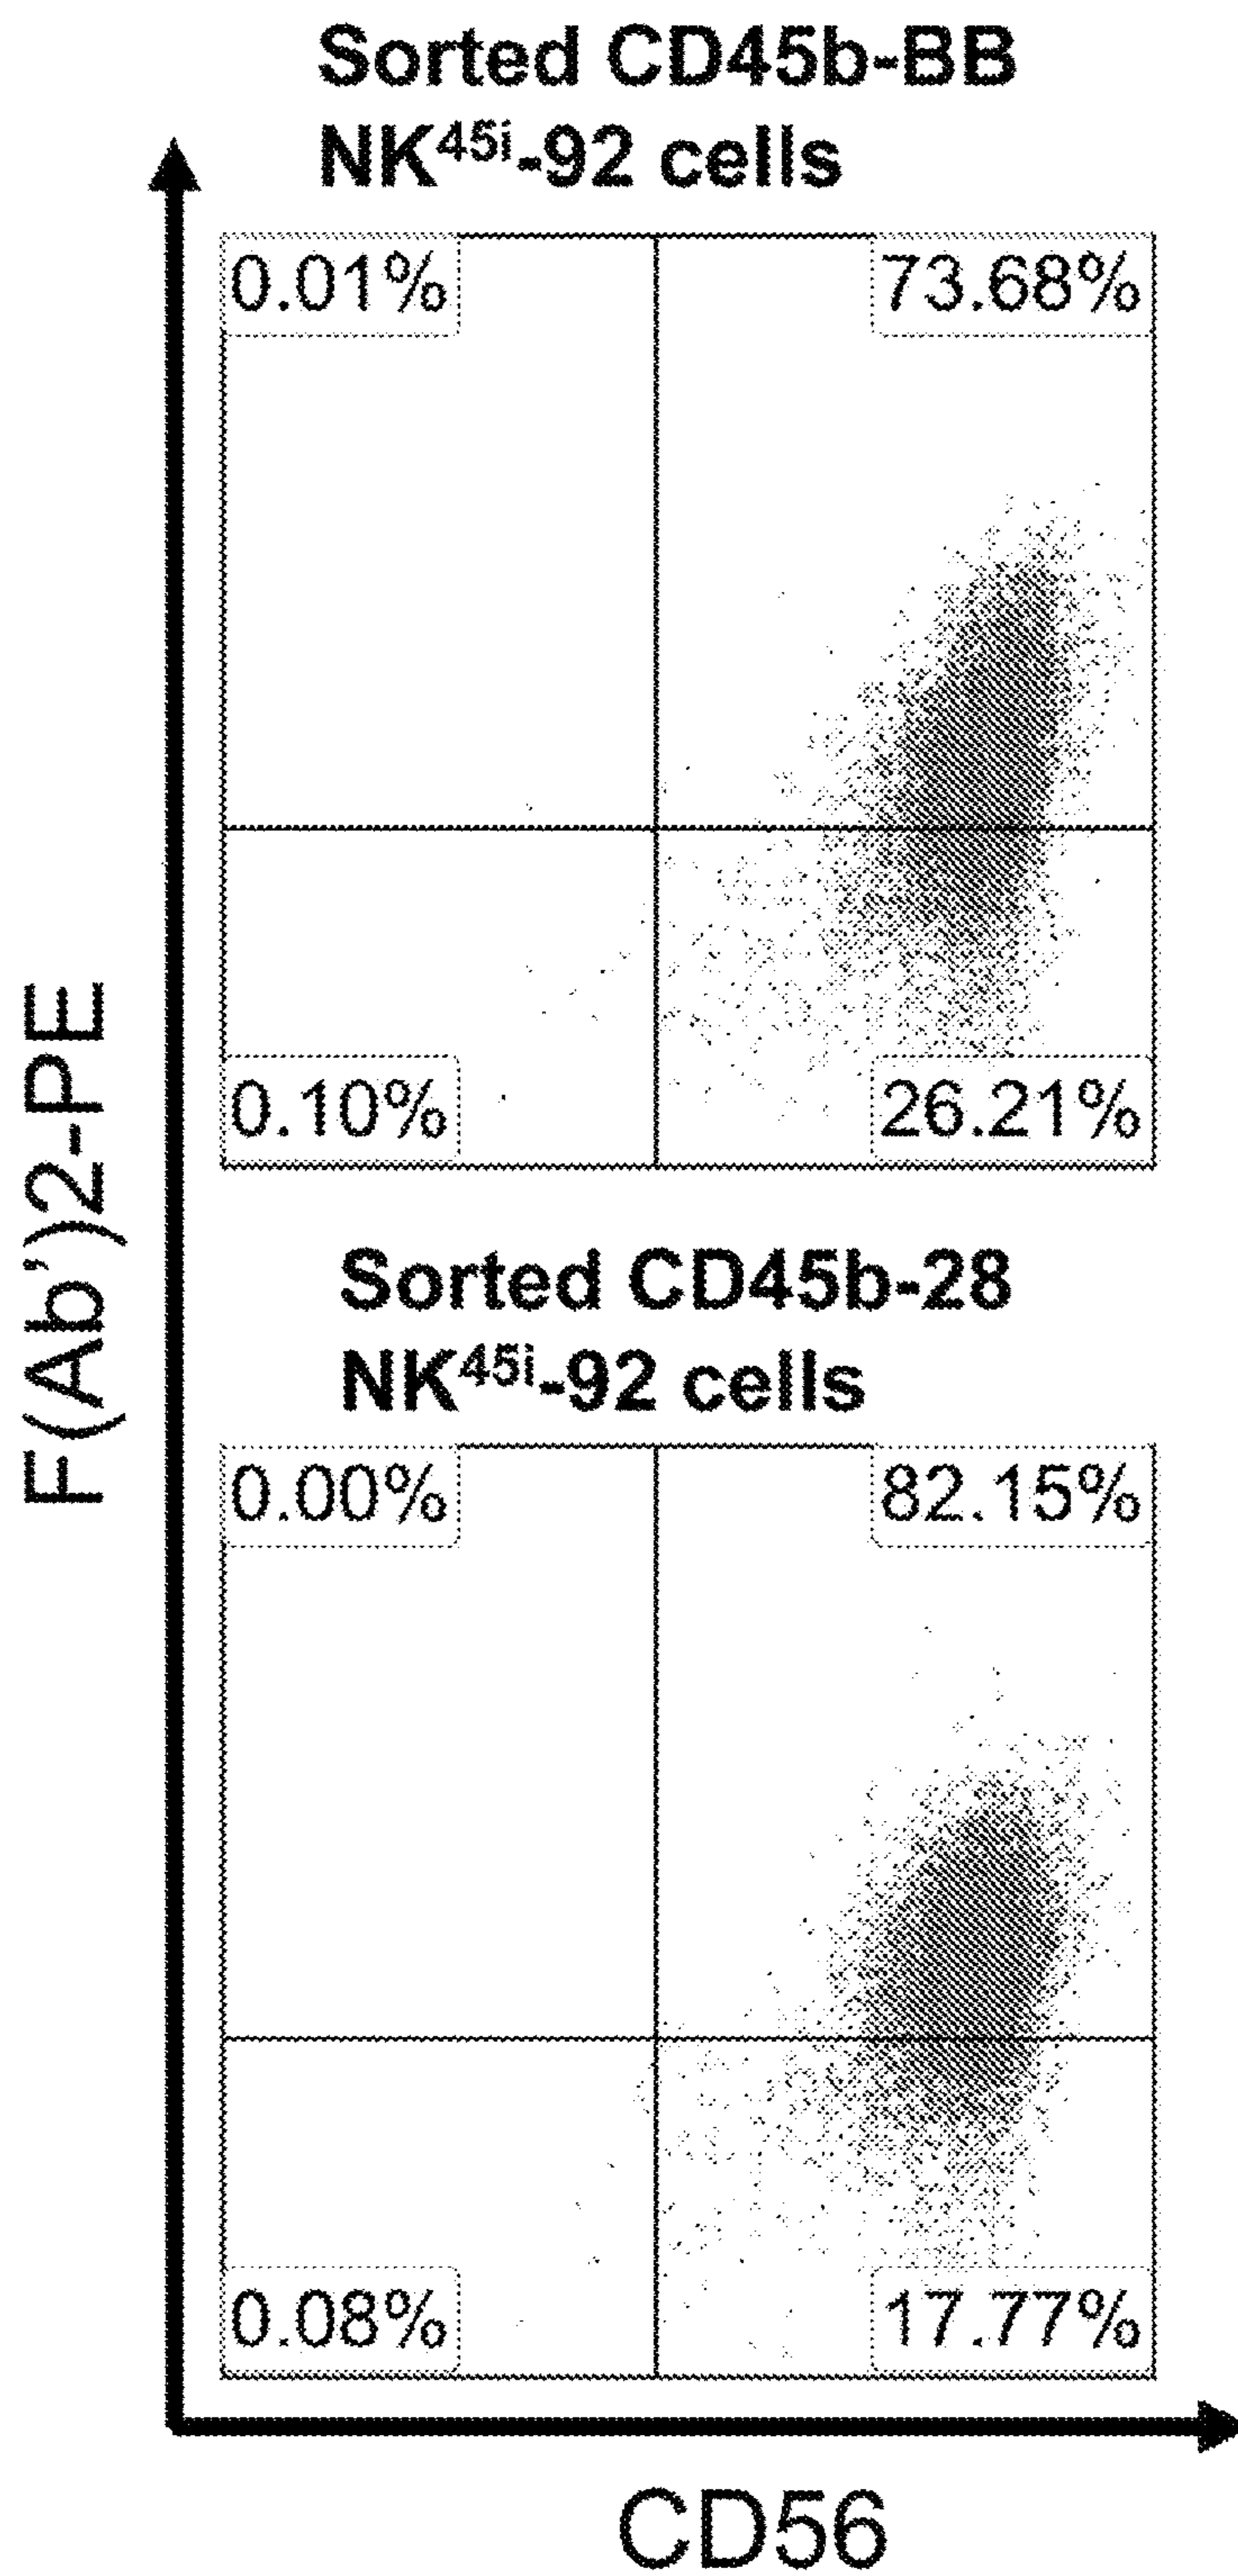 Sorted CD45b-BB
NK45i-92 cells
0.01%
73.68%
0.10%
26.21%
F(Ab’)2-PE
Sorted CD45b-28
NK45i-92 cells
0.00%
82.15%
0.08%
17.77%
CD56